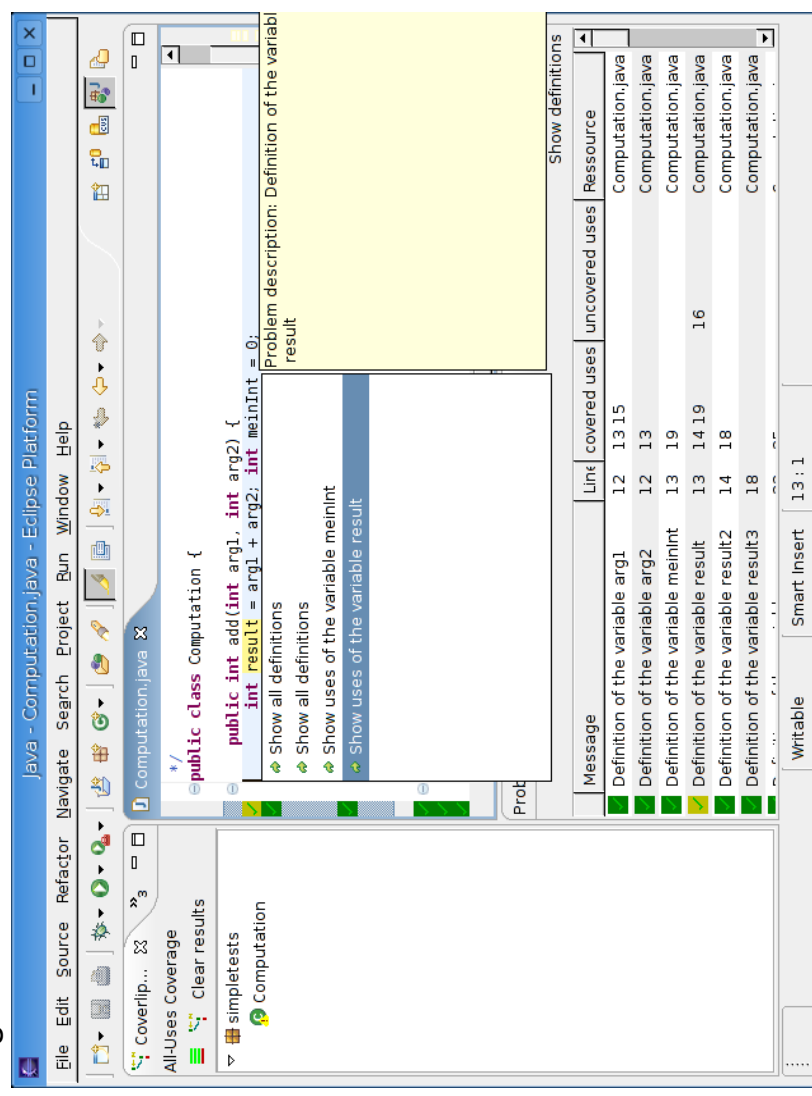 Java - Computation.java - Eclipse Platform
File Edit Source Refactor Navigate Search Project Run Window Help
Coverlip... 3
All-Uses Coverage
Clear results
simpletests
Computation
Computation.java
*/
public class Computation {
public int add(int arg1, int arg2) {
int result = arg1 + arg2; int meinInt = 0;
Show all definitions
Show all definitions
Show uses of the variable meinInt
Show uses of the variable result
Problem description: Definition of the variabl
result
Prob
Show definitions
Message Line covered uses uncovered uses Ressource
Definition of the variable arg1 12 13 15 Computation.java
Definition of the variable arg2 12 13 Computation.java
Definition of the variable meinInt 13 19 Computation.java
Definition of the variable result 13 14 19 16 Computation.java
Definition of the variable result2 14 18 Computation.java
Definition of the variable result3 18 Computation.java
Writable Smart Insert 13 : 1